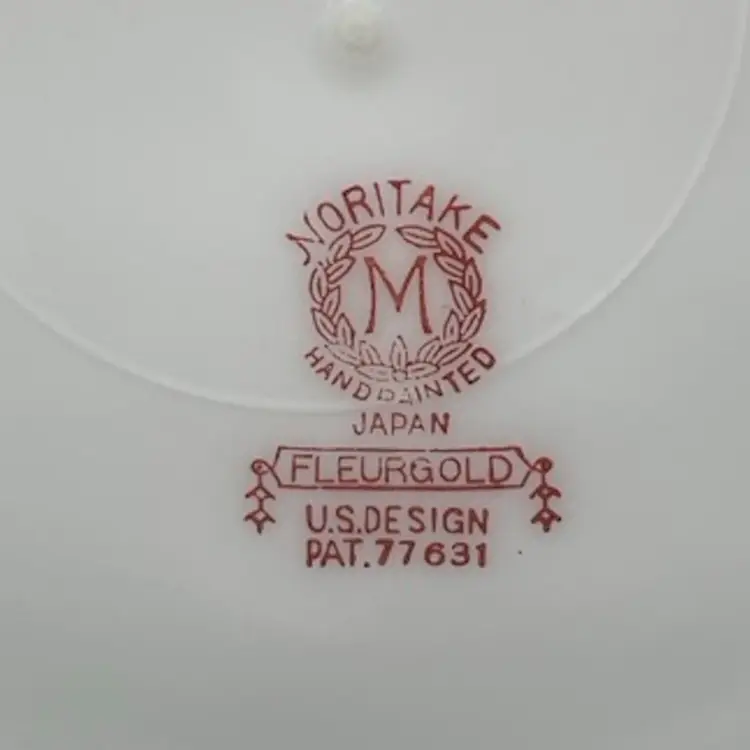 NORITAKE
M
HAND PAINTED
JAPAN
FLEURGOLD
U.S. DESIGN
PAT. 77631